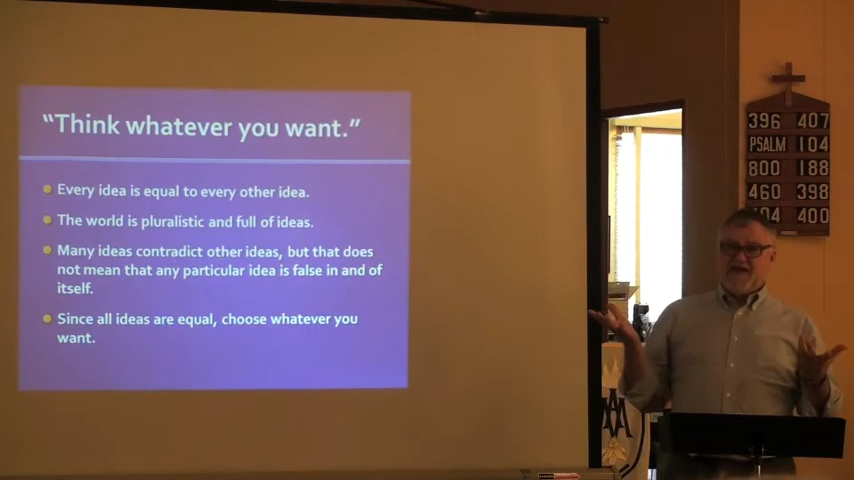 “Think whatever you want.”
Every idea is equal to every other idea.
The world is pluralistic and full of ideas.
Many ideas contradict other ideas, but that does
not mean that any particular idea is false in and of
itself.
Since all ideas are equal, choose whatever you
want.
396 407
PSALM 104
800 188
460 398
404 400